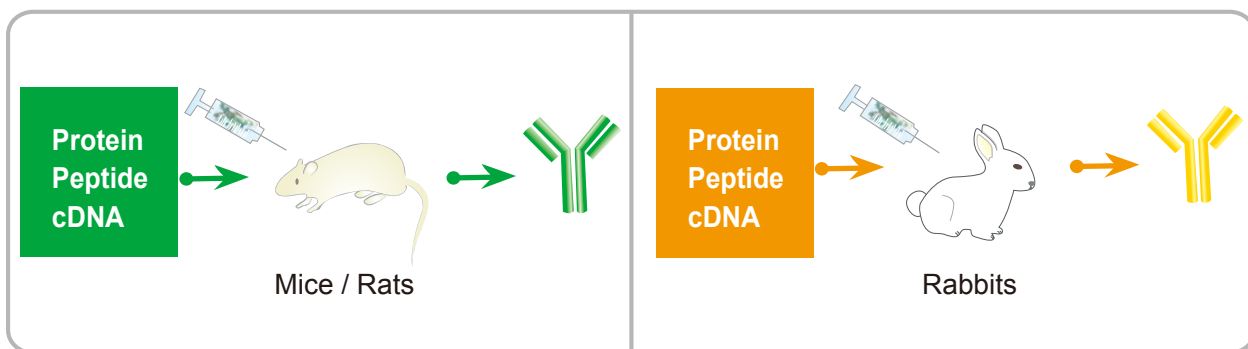 Protein
Peptide
cDNA
Mice / Rats
Protein
Peptide
cDNA
Rabbits